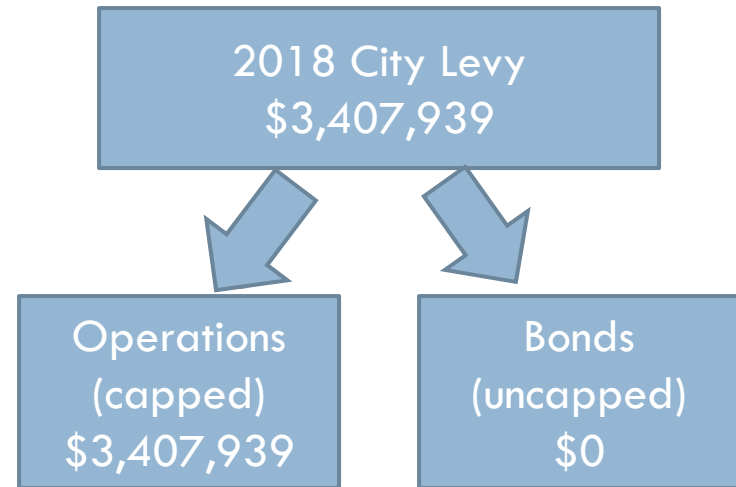 2018 City Levy
$3,407,939
Operations
(capped)
$3,407,939
Bonds
(uncapped)
$0